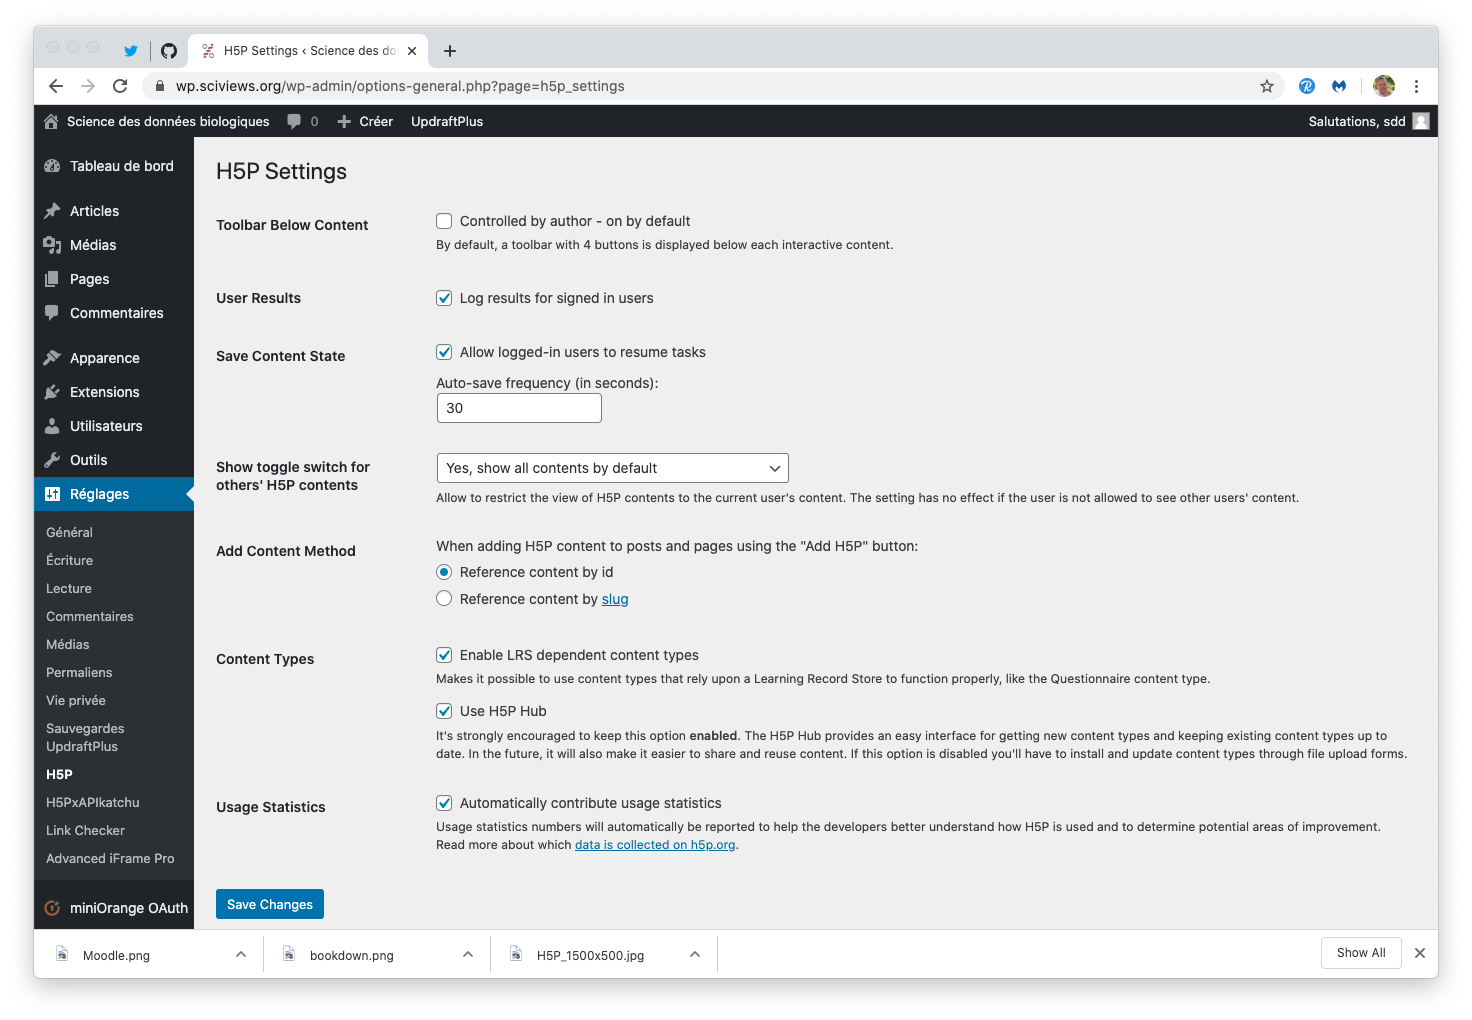 H5P Settings ‹ Science des do
wp.sciviews.org/wp-admin/options-general.php?page=h5p_settings
Science des données biologiques 0 Créer UpdraftPlus Salutations, sdd
Tableau de bord
Articles
Médias
Pages
Commentaires
Apparence
Extensions
Utilisateurs
Outils
Réglages
Général
Écriture
Lecture
Commentaires
Médias
Permaliens
Vie privée
Sauvegardes
UpdraftPlus
H5P
H5PxAPIkatchu
Link Checker
Advanced iFrame Pro
miniOrange OAuth
H5P Settings
Toolbar Below Content
Controlled by author - on by default
By default, a toolbar with 4 buttons is displayed below each interactive content.
User Results
Log results for signed in users
Save Content State
Allow logged-in users to resume tasks
Auto-save frequency (in seconds):
30
Show toggle switch for
others' H5P contents
Yes, show all contents by default
Allow to restrict the view of H5P contents to the current user's content. The setting has no effect if the user is not allowed to see other users' content.
Add Content Method
When adding H5P content to posts and pages using the "Add H5P" button:
Reference content by id
Reference content by slug
Content Types
Enable LRS dependent content types
Makes it possible to use content types that rely upon a Learning Record Store to function properly, like the Questionnaire content type.
Use H5P Hub
It's strongly encouraged to keep this option enabled. The H5P Hub provides an easy interface for getting new content types and keeping existing content types up to
date. In the future, it will also make it easier to share and reuse content. If this option is disabled you'll have to install and update content types through file upload forms.
Usage Statistics
Automatically contribute usage statistics
Usage statistics numbers will automatically be reported to help the developers better understand how H5P is used and to determine potential areas of improvement.
Read more about which data is collected on h5p.org.
Save Changes
Moodle.png
bookdown.png
H5P_1500x500.jpg
Show All